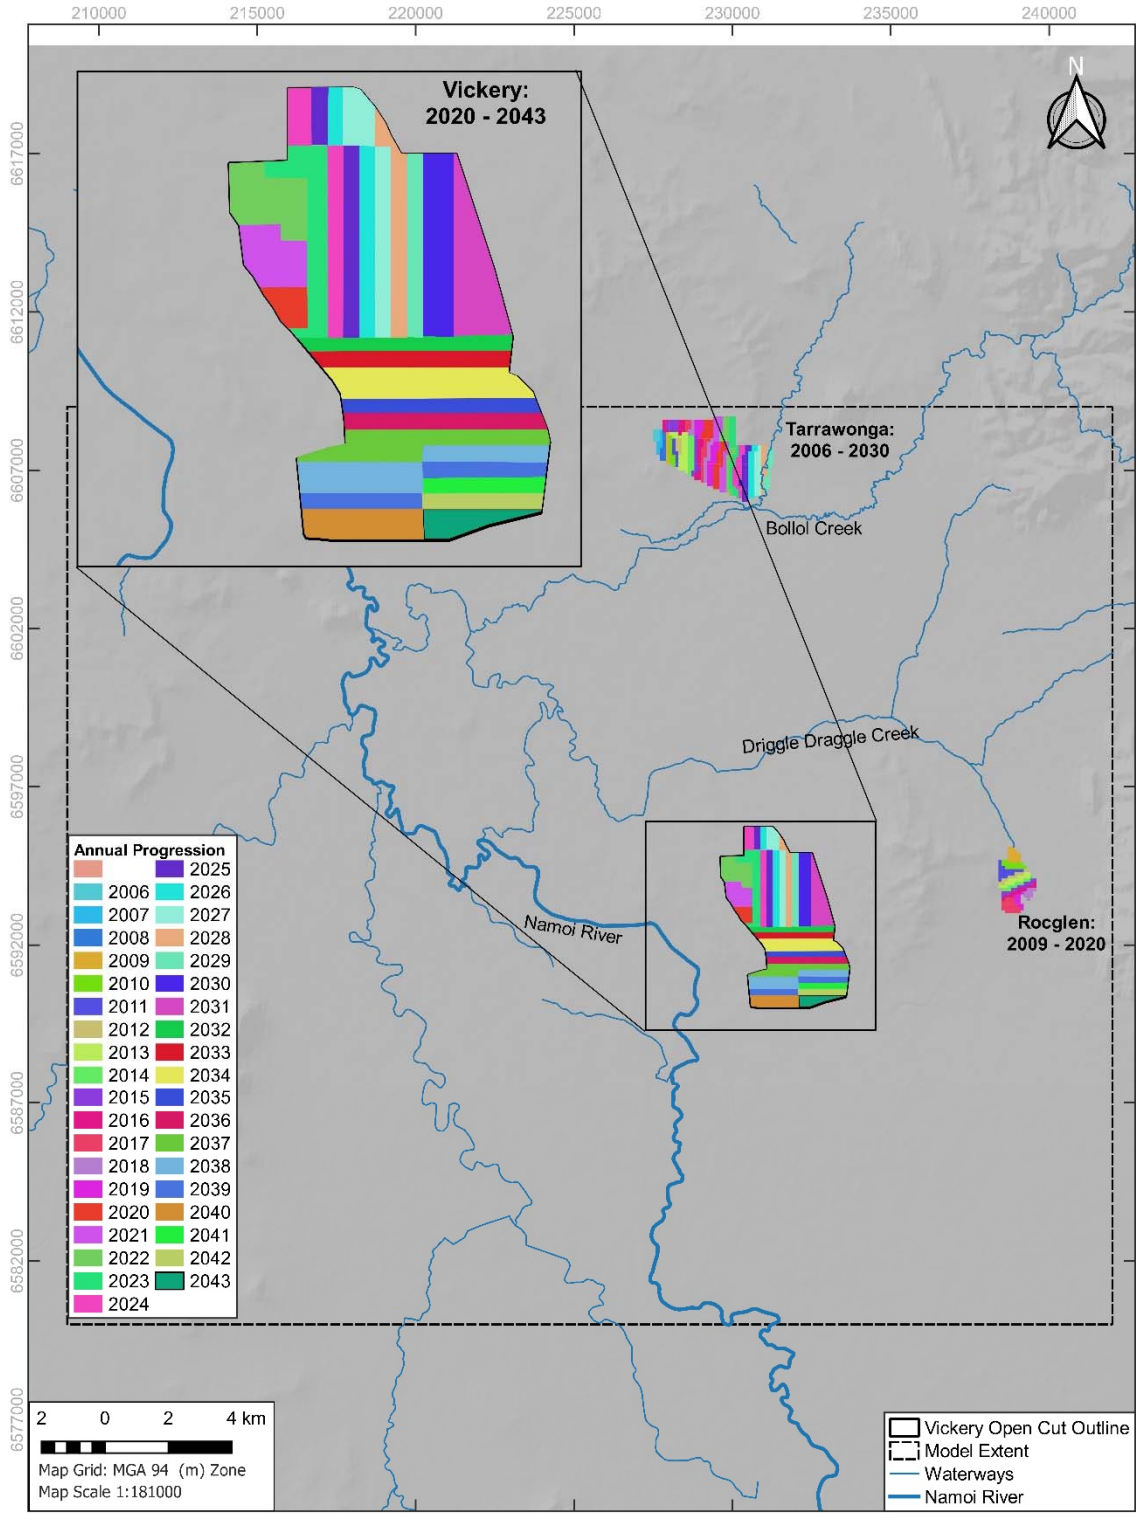 210000 215000 220000 225000 230000 235000 240000
6617000
6612000
6607000
6602000
6597000
6592000
6587000
6582000
6577000
N
Vickery:
2020 - 2043
Tarrawonga:
2006 - 2030
Bollol Creek
Driggle Draggle Creek
Namoi River
Rocglen:
2009 - 2020
Annual Progression
2006
2007
2008
2009
2010
2011
2012
2013
2014
2015
2016
2017
2018
2019
2020
2021
2022
2023
2024
2025
2026
2027
2028
2029
2030
2031
2032
2033
2034
2035
2036
2037
2038
2039
2040
2041
2042
2043
2 0 2 4 km
Map Grid: MGA 94 (m) Zone
Map Scale 1:181000
Vickery Open Cut Outline
Model Extent
Waterways
Namoi River